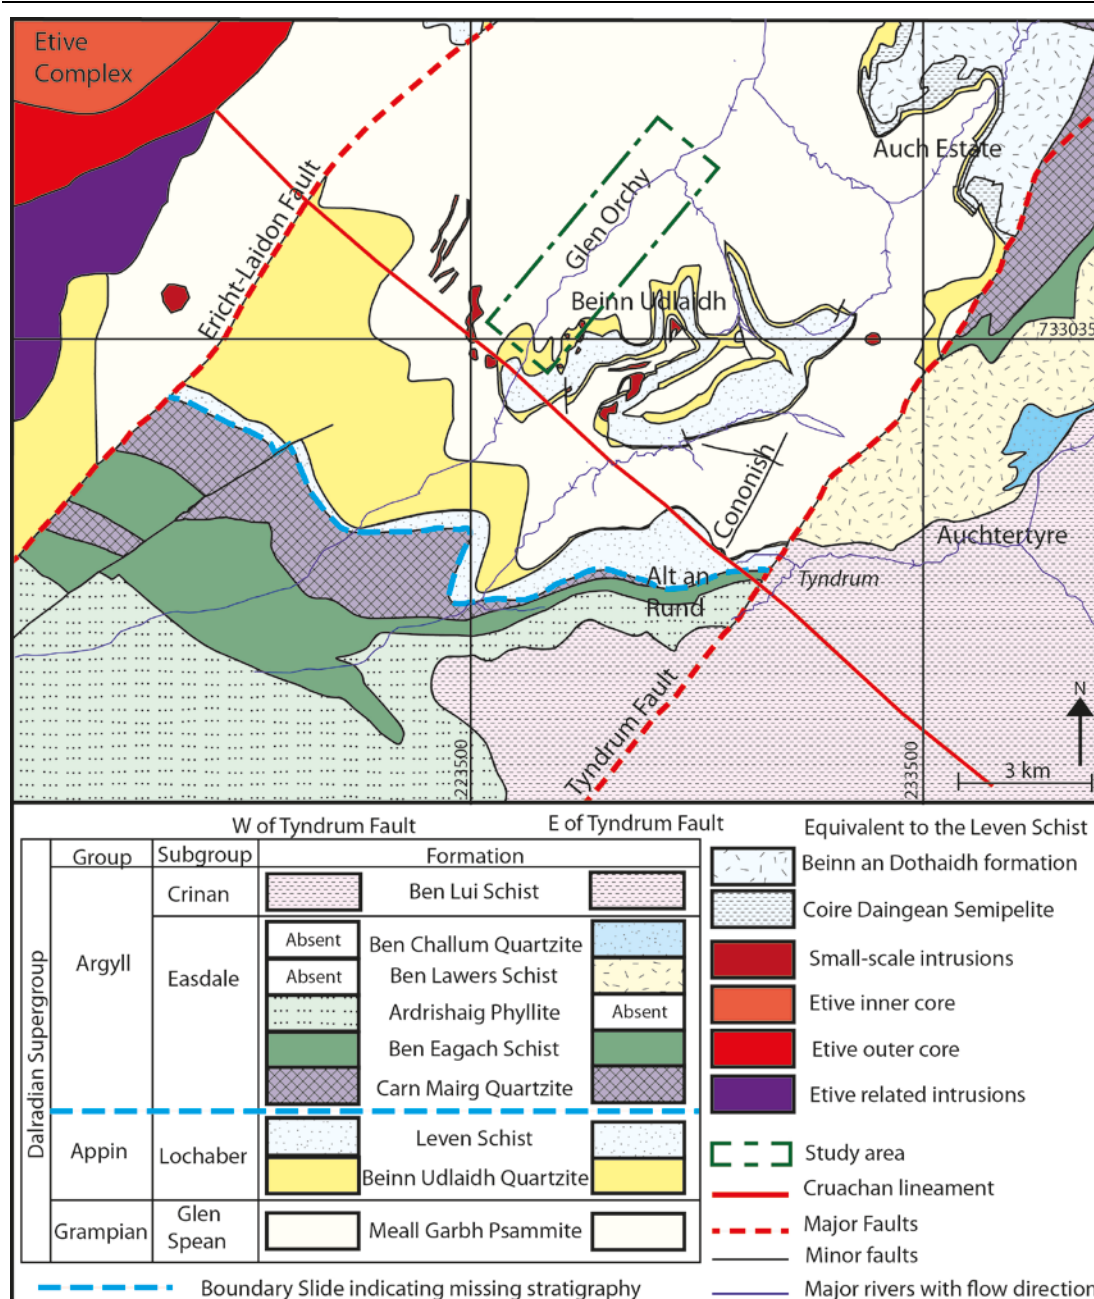 Etive
Complex
Ericht-Laidon Fault
Glen Orchy
Beinn Udlaidh
Auch Estate
733035
Cononish
Auchtertyre
Alt an
Rund
Tyndrum
Tyndrum Fault
223500
233500
N
3 km
W of Tyndrum Fault
E of Tyndrum Fault
Dalradian Supergroup
Group
Subgroup
Formation
Argyll
Crinan
Ben Lui Schist
Easdale
Absent
Ben Challum Quartzite
Absent
Ben Lawers Schist
Ardrishaig Phyllite
Absent
Ben Eagach Schist
Carn Mairg Quartzite
Appin
Lochaber
Leven Schist
Beinn Udlaidh Quartzite
Grampian
Glen
Spean
Meall Garbh Psammite
Boundary Slide indicating missing stratigraphy
Equivalent to the Leven Schist
Beinn an Dothaidh formation
Coire Daingean Semipelite
Small-scale intrusions
Etive inner core
Etive outer core
Etive related intrusions
Study area
Cruachan lineament
Major Faults
Minor faults
Major rivers with flow direction